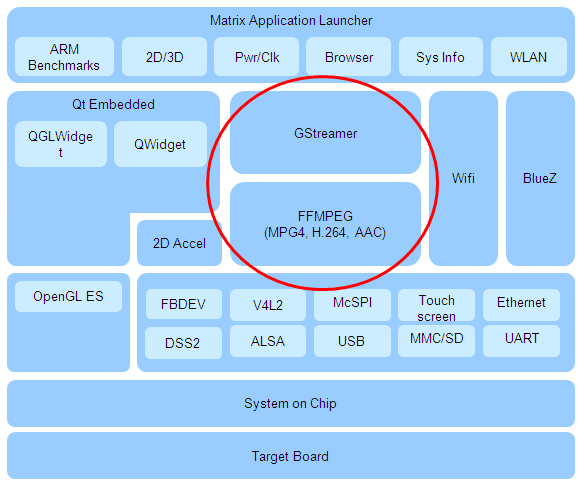 Matrix Application Launcher
ARM
Benchmarks
2D/3D
Pwr/Clk
Browser
Sys Info
WLAN
Qt Embedded
QGLWidge
t
QWidget
GStreamer
FFMPEG
(MPG4, H.264, AAC)
Wifi
BlueZ
2D Accel
OpenGL ES
FBDEV
V4L2
McSPI
Touch
screen
Ethernet
DSS2
ALSA
USB
MMC/SD
UART
System on Chip
Target Board